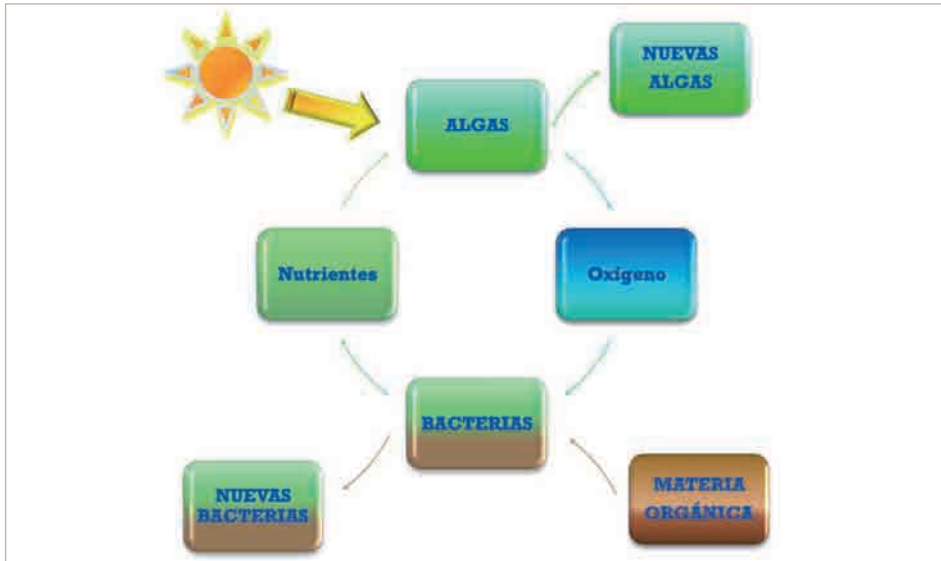 NUEVAS
ALGAS
ALGAS
Nutrientes
Oxígeno
BACTERIAS
NUEVAS
BACTERIAS
MATERIA
ORGÁNICA